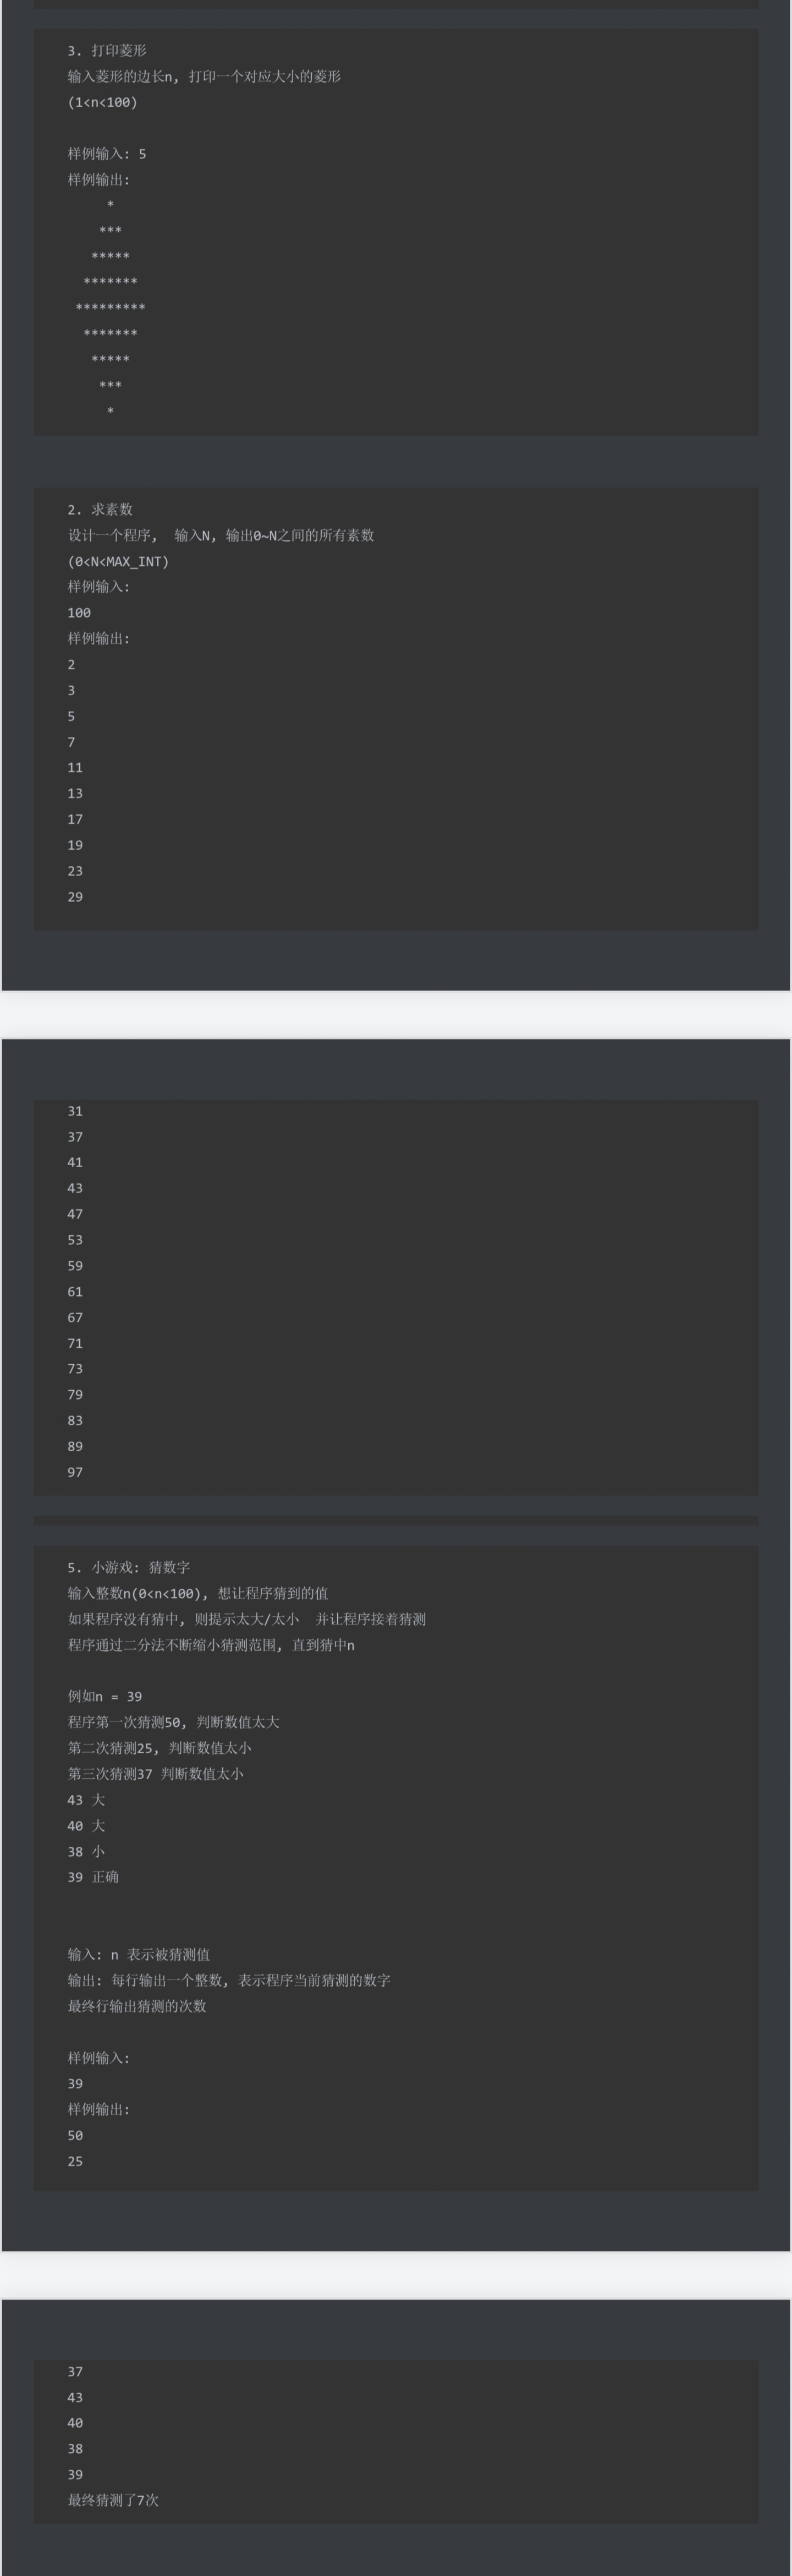 3. 打印菱形
输入菱形的边长n, 打印一个对应大小的菱形
(1<n<100)
样例输入: 5
样例输出:
     *
    ***
   *****
  *******
 *********
  *******
   *****
    ***
     *
2. 求素数
设计一个程序,  输入N, 输出0~N之间的所有素数
(0<N<MAX_INT)
样例输入:
100
样例输出:
2
3
5
7
11
13
17
19
23
29
31
37
41
43
47
53
59
61
67
71
73
79
83
89
97
5. 小游戏: 猜数字
输入整数n(0<n<100), 想让程序猜到的值
如果程序没有猜中, 则提示太大/太小  并让程序接着猜测
程序通过二分法不断缩小猜测范围, 直到猜中n
例如n = 39
程序第一次猜测50, 判断数值太大
第二次猜测25, 判断数值太小
第三次猜测37 判断数值太小
43 大
40 大
38 小
39 正确
输入: n 表示被猜测值
输出: 每行输出一个整数, 表示程序当前猜测的数字
最终行输出猜测的次数
样例输入:
39
样例输出:
50
25
37
43
40
38
39
最终猜测了7次